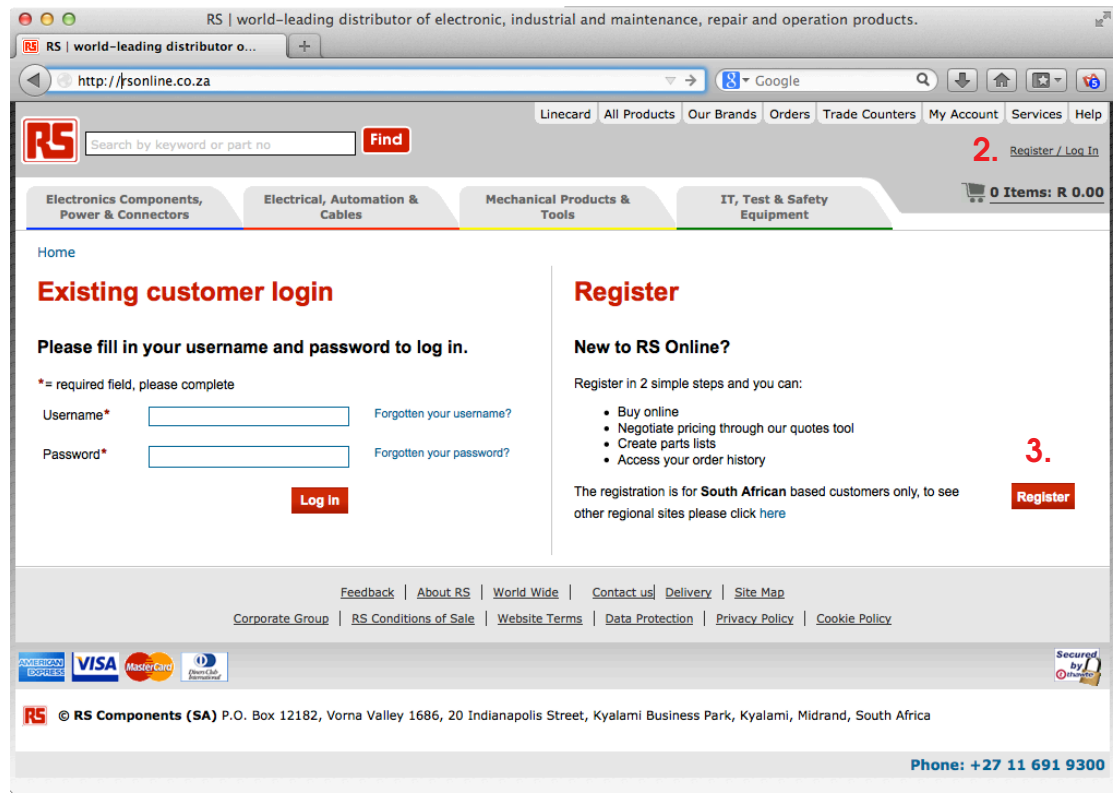 RS | world-leading distributor of electronic, industrial and maintenance, repair and operation products.
RS RS | world-leading distributor o... +
http://rsonline.co.za
Google
Linecard All Products Our Brands Orders Trade Counters My Account Services Help
RS
Search by keyword or part no
Find
2. Register / Log In
0 Items: R 0.00
Electronics Components, Power & Connectors
Electrical, Automation & Cables
Mechanical Products & Tools
IT, Test & Safety Equipment
Home
Existing customer login
Please fill in your username and password to log in.
*= required field, please complete
Username* Forgotten your username?
Password* Forgotten your password?
Log In
Register
New to RS Online?
Register in 2 simple steps and you can:
• Buy online
• Negotiate pricing through our quotes tool
• Create parts lists
• Access your order history
3.
The registration is for South African based customers only, to see
other regional sites please click here
Register
Feedback | About RS | World Wide | Contact us| Delivery | Site Map
Corporate Group | RS Conditions of Sale | Website Terms | Data Protection | Privacy Policy | Cookie Policy
AMERICAN EXPRESS VISA MasterCard Diners Club International
Secured by thawte
RS © RS Components (SA) P.O. Box 12182, Vorna Valley 1686, 20 Indianapolis Street, Kyalami Business Park, Kyalami, Midrand, South Africa
Phone: +27 11 691 9300